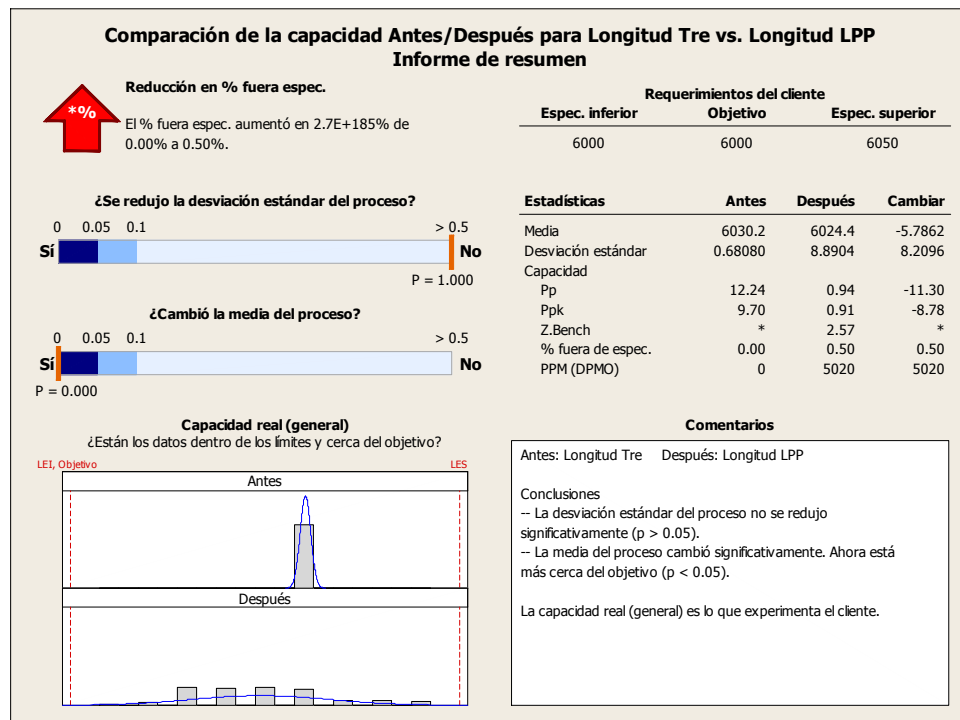 Comparación de la capacidad Antes/Después para Longitud Tre vs. Longitud LPP
Informe de resumen
*%
Reducción en % fuera espec.
El % fuera espec. aumentó en 2.7E+185% de
0.00% a 0.50%.
Requerimientos del cliente
Espec. inferior Objetivo Espec. superior
6000 6000 6050
¿Se redujo la desviación estándar del proceso?
0 0.05 0.1 > 0.5
Sí No
P = 1.000
¿Cambió la media del proceso?
0 0.05 0.1 > 0.5
Sí No
P = 0.000
Estadísticas Antes Después Cambiar
Media 6030.2 6024.4 -5.7862
Desviación estándar 0.68080 8.8904 8.2096
Capacidad
Pp 12.24 0.94 -11.30
Ppk 9.70 0.91 -8.78
Z.Bench * 2.57 *
% fuera de espec. 0.00 0.50 0.50
PPM (DPMO) 0 5020 5020
Capacidad real (general)
¿Están los datos dentro de los límites y cerca del objetivo?
LEI, Objetivo LES
Antes
Después
Comentarios
Antes: Longitud Tre Después: Longitud LPP
Conclusiones
-- La desviación estándar del proceso no se redujo
significativamente (p > 0.05).
-- La media del proceso cambió significativamente. Ahora está
más cerca del objetivo (p < 0.05).
La capacidad real (general) es lo que experimenta el cliente.